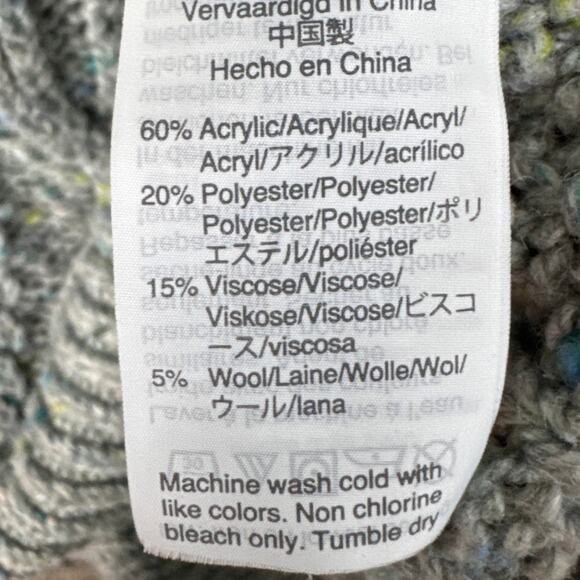 Vervaardigd in China
中国製
Hecho en China
60% Acrylic/Acrylique/Acryl/
Acryl/アクリル/acrílico
20% Polyester/Polyester/
Polyester/Polyester/ポリ
エステル/poliéster
15% Viscose/Viscose/
Viskose/Viscose/ビスコ
ース/viscosa
5% Wool/Laine/Wolle/Wol/
ウール/lana
Machine wash cold with
like colors. Non chlorine
bleach only. Tumble dry